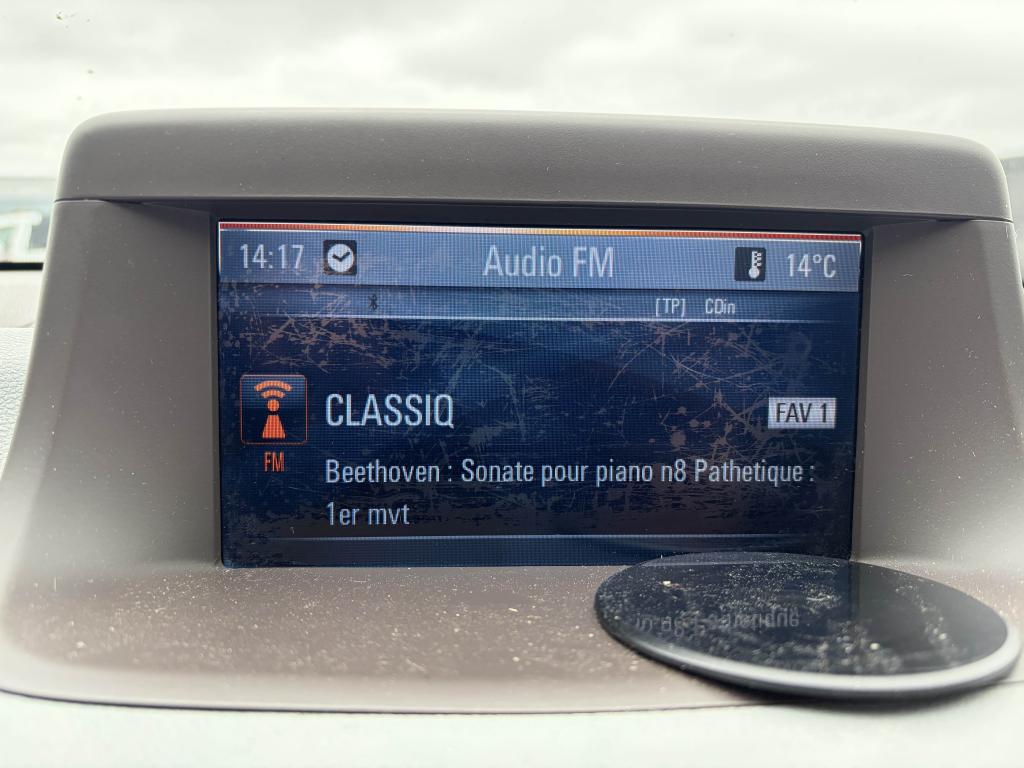 14:17 Audio FM 14°C
[TP] CDin
CLASSIQ FAV 1
FM
Beethoven : Sonate pour piano n8 Pathetique :
1er mvt